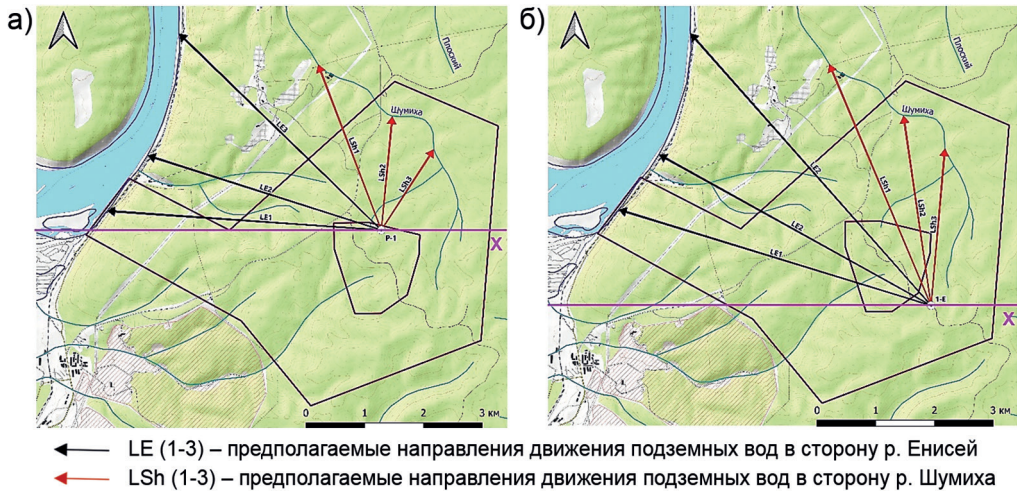 а)
Плоский
Шумиха
LE3
LSh1
LSh2
LSh3
LE2
LE1
P-1
X
0 1 2 3 км
б)
Плоский
Шумиха
LE2
LSh1
LSh2
LSh3
LE2
LE1
1-E
X
0 1 2 3 км
LE (1-3) – предполагаемые направления движения подземных вод в сторону р. Енисей
LSh (1-3) – предполагаемые направления движения подземных вод в сторону р. Шумиха